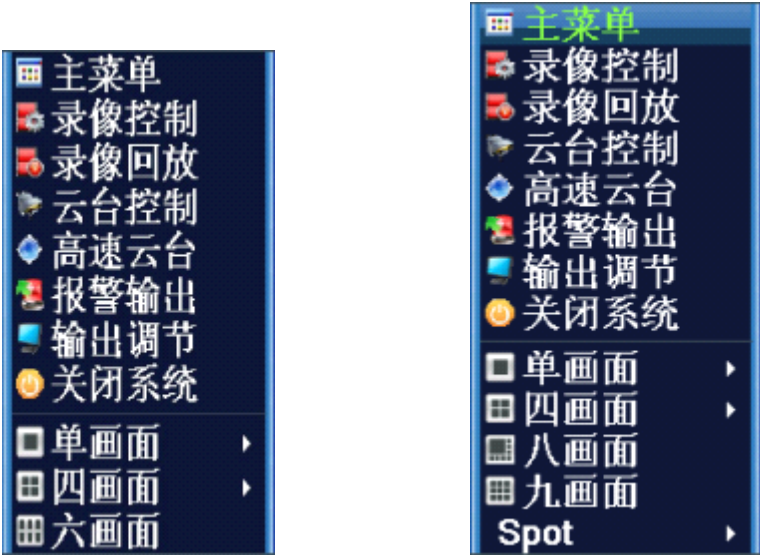 主菜单
录像控制
录像回放
云台控制
高速云台
报警输出
输出调节
关闭系统
单画面
四画面
六画面
主菜单
录像控制
录像回放
云台控制
高速云台
报警输出
输出调节
关闭系统
单画面
四画面
八画面
九画面
Spot